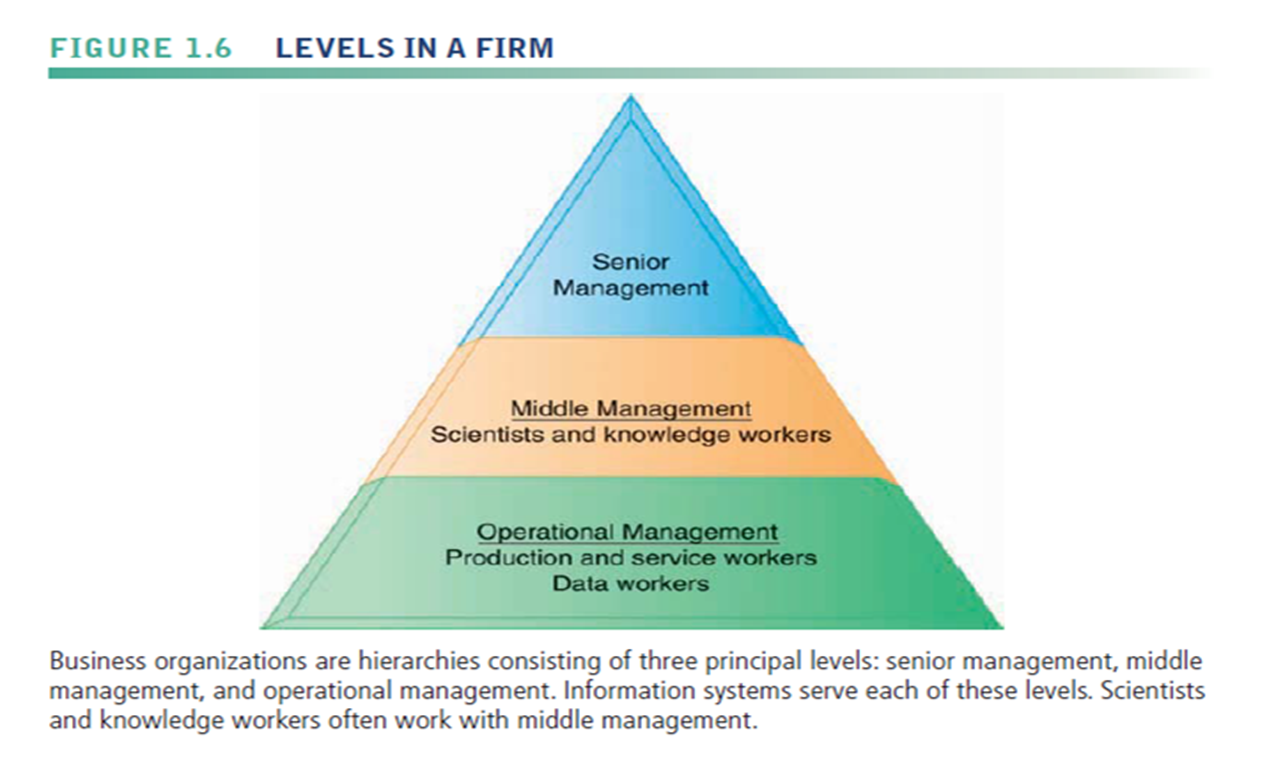 FIGURE 1.6 LEVELS IN A FIRM
Senior
Management
Middle Management
Scientists and knowledge workers
Operational Management
Production and service workers
Data workers
Business organizations are hierarchies consisting of three principal levels: senior management, middle
management, and operational management. Information systems serve each of these levels. Scientists
and knowledge workers often work with middle management.